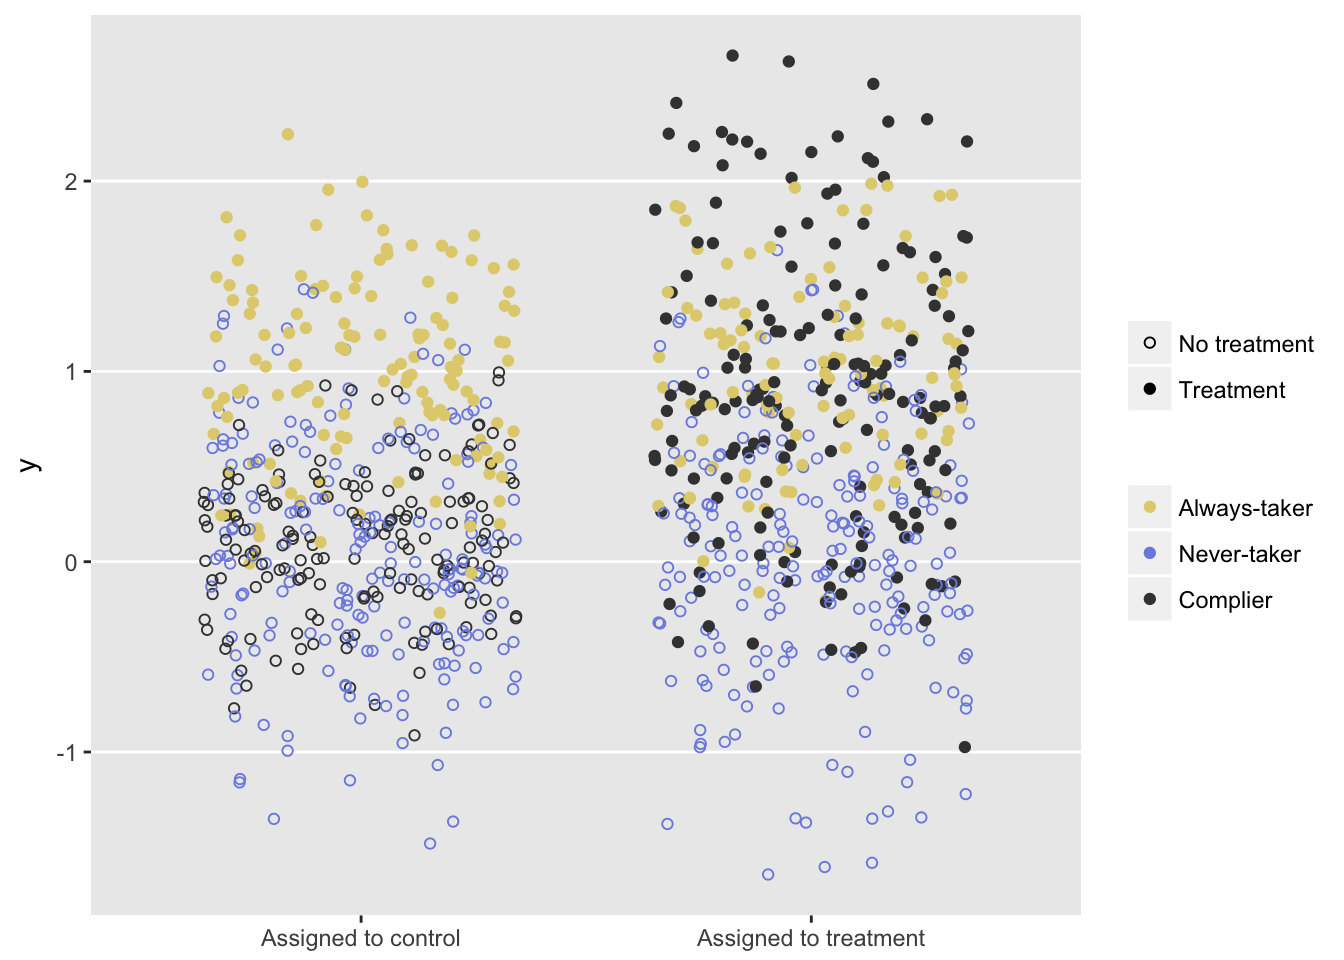 y
2
1
0
-1
Assigned to control
Assigned to treatment
No treatment
Treatment
Always-taker
Never-taker
Complier